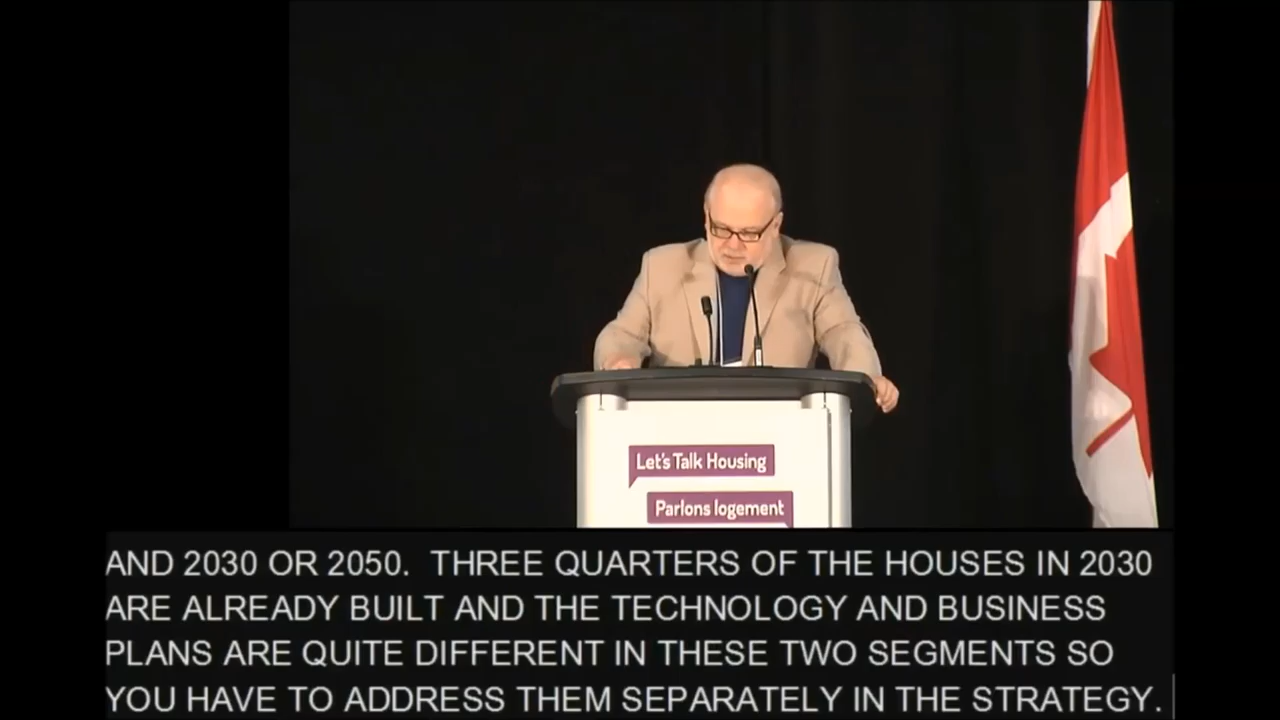 Let's Talk Housing
Parlons logement
AND 2030 OR 2050.  THREE QUARTERS OF THE HOUSES IN 2030
ARE ALREADY BUILT AND THE TECHNOLOGY AND BUSINESS
PLANS ARE QUITE DIFFERENT IN THESE TWO SEGMENTS SO
YOU HAVE TO ADDRESS THEM SEPARATELY IN THE STRATEGY.